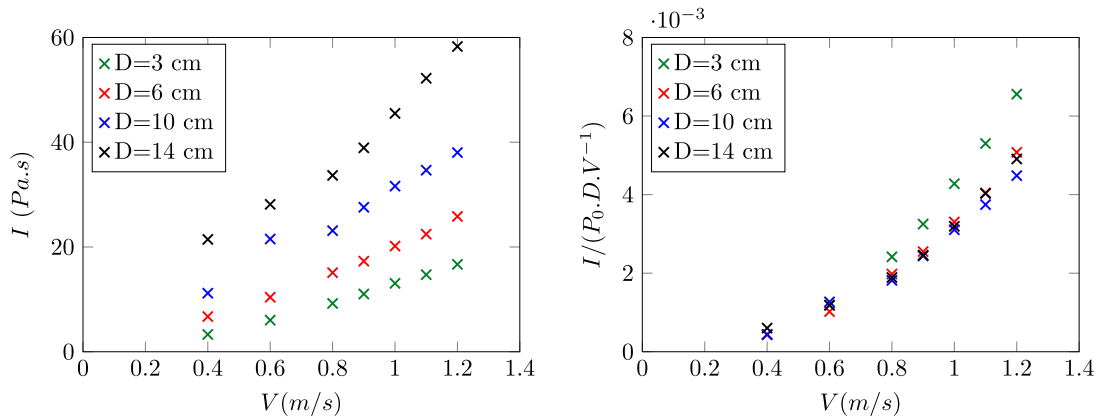 60
40
20
0
I (Pa.s)
D=3 cm
D=6 cm
D=10 cm
D=14 cm
0 0.2 0.4 0.6 0.8 1 1.2 1.4
V(m/s)
·10⁻³
8
6
4
2
0
I/(P₀.D.V⁻¹)
D=3 cm
D=6 cm
D=10 cm
D=14 cm
0 0.2 0.4 0.6 0.8 1 1.2 1.4
V(m/s)